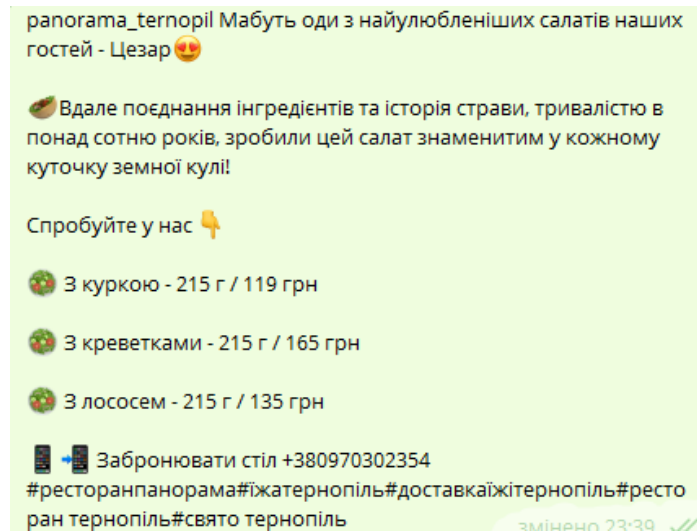 panorama_ternopil Мабуть оди з найулюбленіших салатів наших
гостей - Цезар😍
🥙Вдале поєднання інгредієнтів та історія страви, тривалістю в
понад сотню років, зробили цей салат знаменитим у кожному
куточку земної кулі!
Спробуйте у нас 👇
🥗 З куркою - 215 г / 119 грн
🥗 З креветками - 215 г / 165 грн
🥗 З лососем - 215 г / 135 грн
📱 📲 Забронювати стіл +380970302354
#ресторанпанорама#їжатернопіль#доставкаїжітернопіль#ресто
ран тернопіль#свято тернопіль
змінено 23:39